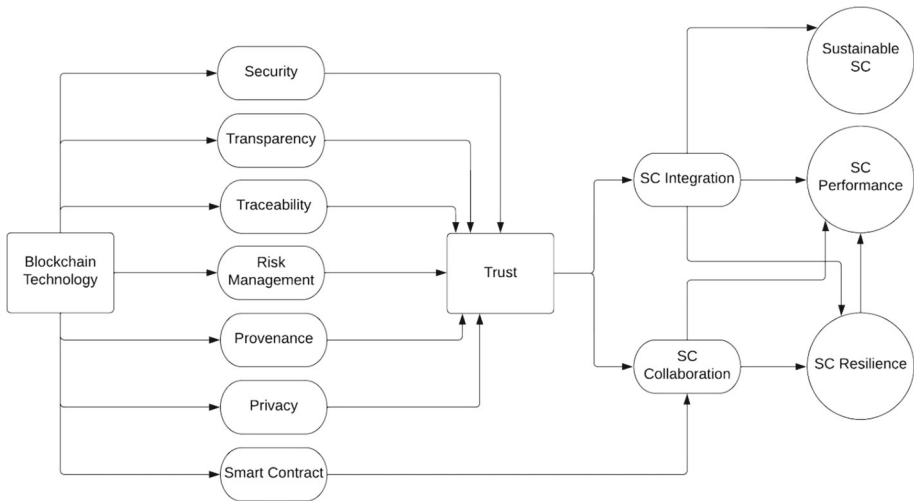 Security
Transparency
Traceability
Blockchain
Technology
Risk
Management
Provenance
Privacy
Smart Contract
Trust
SC Integration
SC
Collaboration
Sustainable
SC
SC
Performance
SC Resilience